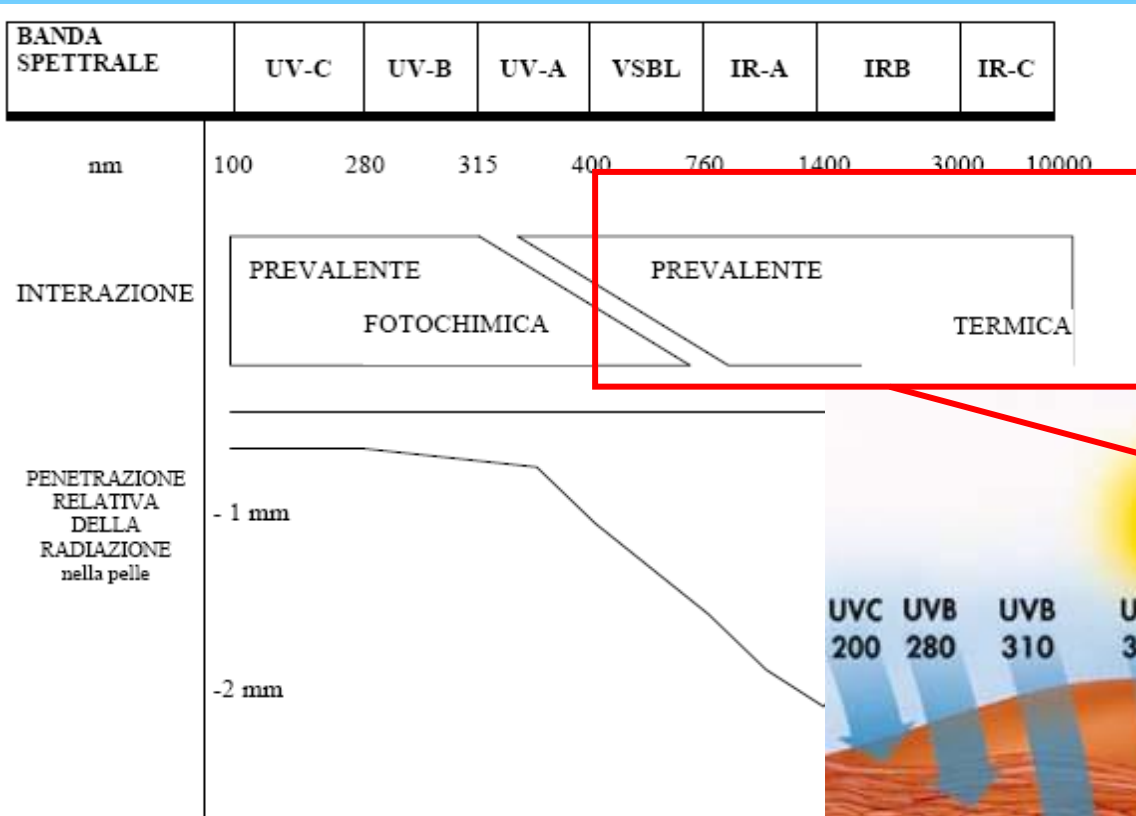 BANDA
SPETTRALE
UV-C UV-B UV-A VSBL IR-A IRB IR-C
nm 100 280 315 400 760 1400 3000 10000
INTERAZIONE
PREVALENTE PREVALENTE
FOTOCHIMICA TERMICA
PENETRAZIONE
RELATIVA
DELLA
RADIAZIONE
nella pelle
- 1 mm
-2 mm
UVC UVB UVB U
200 280 310 3